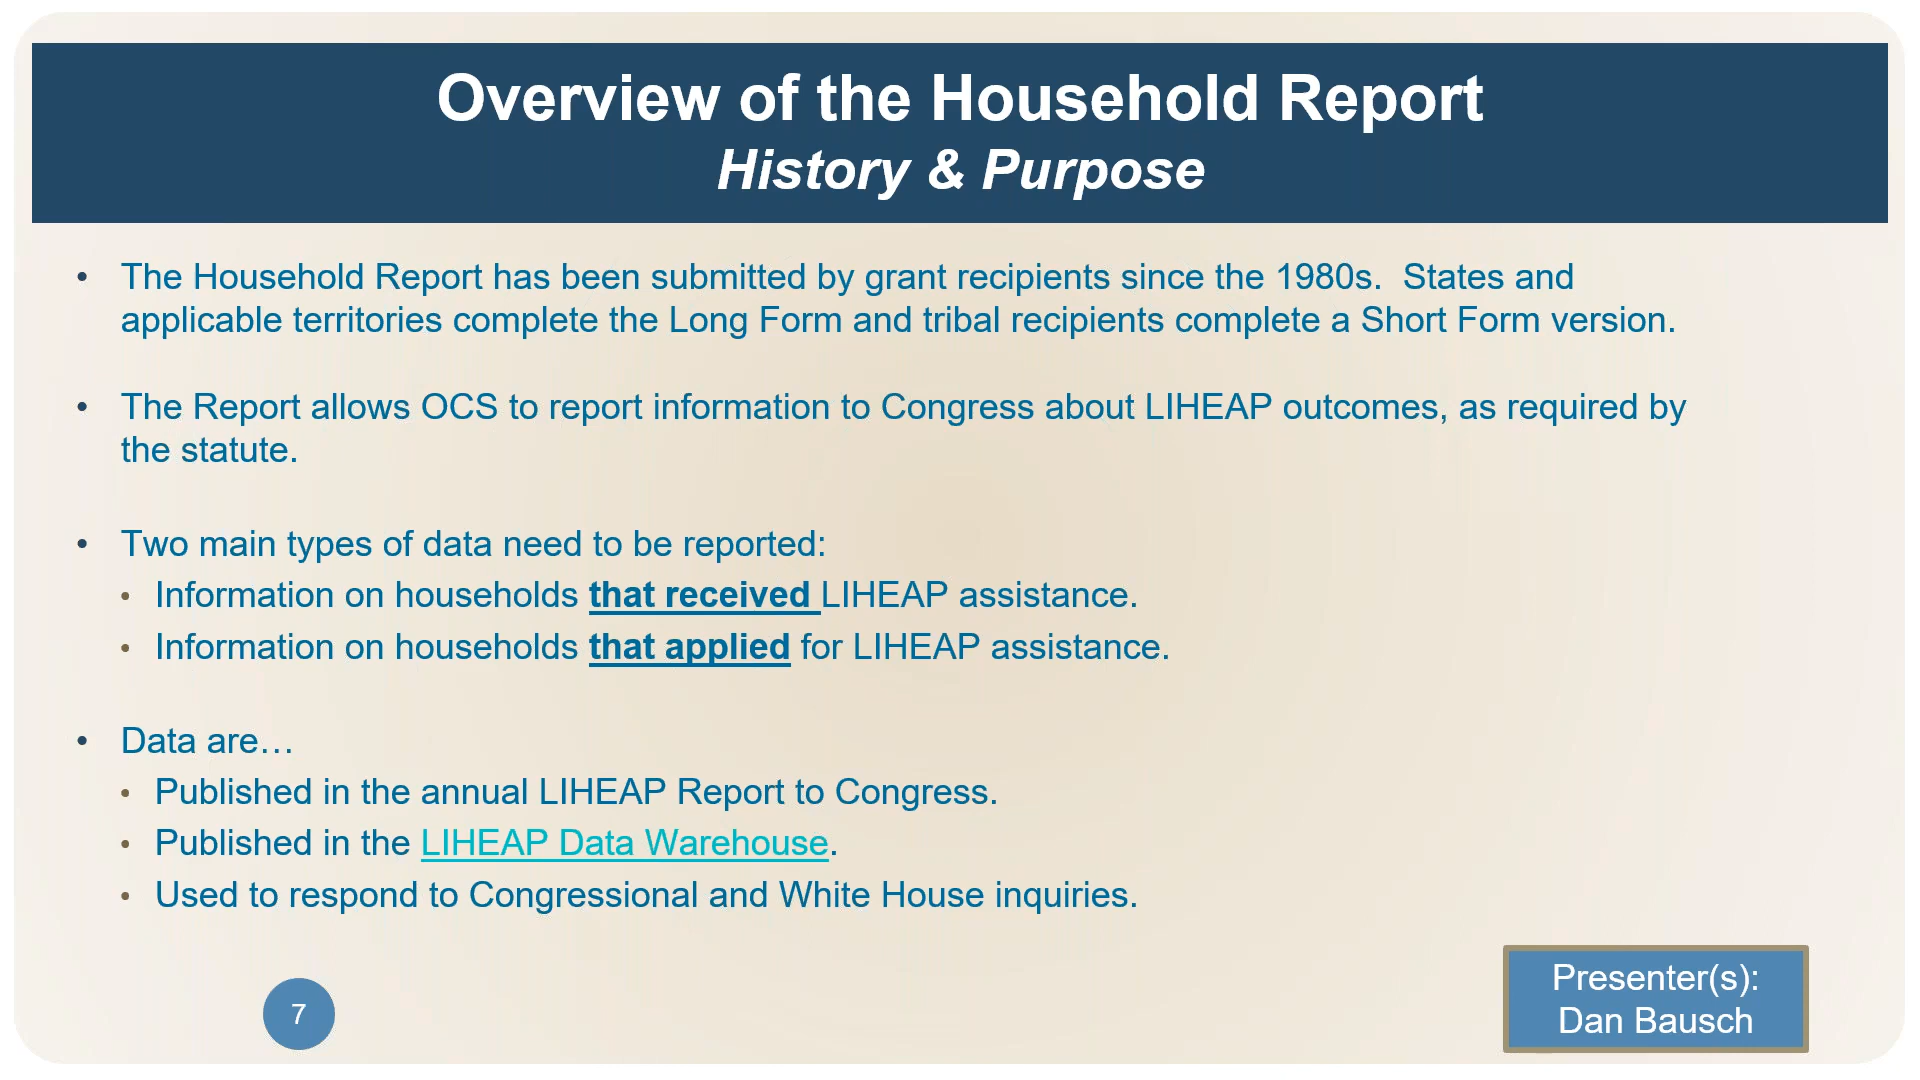 Overview of the Household Report
History & Purpose
• The Household Report has been submitted by grant recipients since the 1980s.  States and
applicable territories complete the Long Form and tribal recipients complete a Short Form version.
• The Report allows OCS to report information to Congress about LIHEAP outcomes, as required by
the statute.
• Two main types of data need to be reported:
• Information on households that received LIHEAP assistance.
• Information on households that applied for LIHEAP assistance.
• Data are…
• Published in the annual LIHEAP Report to Congress.
• Published in the LIHEAP Data Warehouse.
• Used to respond to Congressional and White House inquiries.
7
Presenter(s):
Dan Bausch